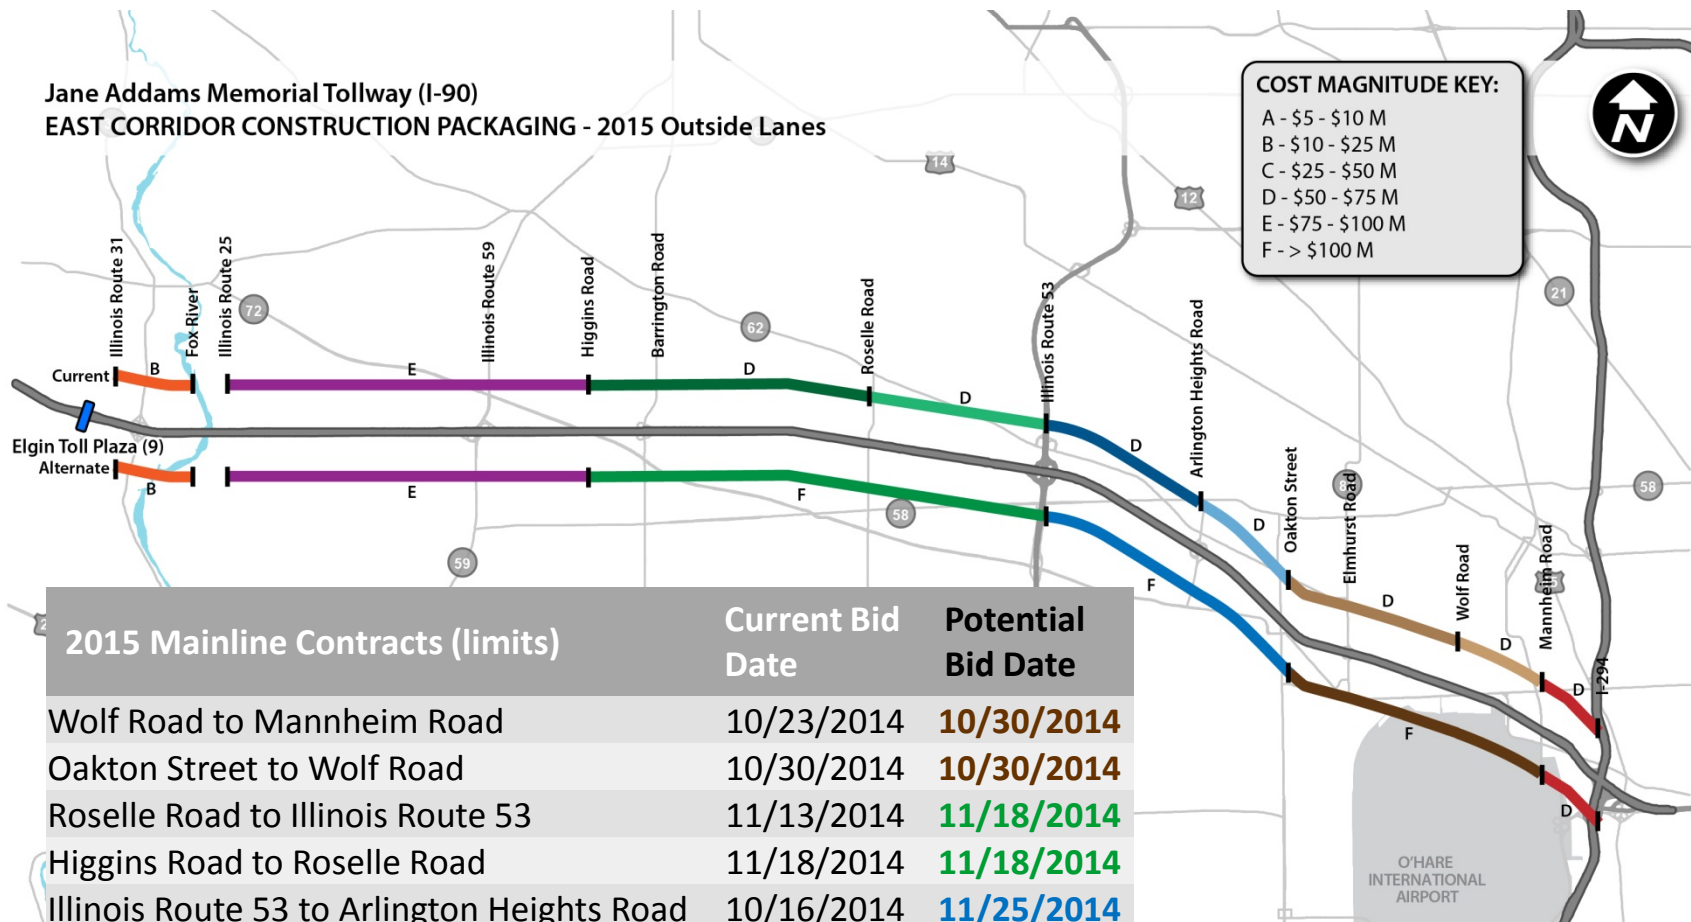 Jane Addams Memorial Tollway (I-90)
EAST CORRIDOR CONSTRUCTION PACKAGING - 2015 Outside Lanes
COST MAGNITUDE KEY:
A - $5 - $10 M
B - $10 - $25 M
C - $25 - $50 M
D - $50 - $75 M
E - $75 - $100 M
F - > $100 M
N
14
12
21
72
62
58
58
59
Illinois Route 31
Fox River
Illinois Route 25
Illinois Route 59
Higgins Road
Barrington Road
Roselle Road
Illinois Route 53
Arlington Heights Road
Oakton Street
Elmhurst Road
Wolf Road
Mannheim Road
I-294
Current
B
E
D
D
D
D
D
D
D
Elgin Toll Plaza (9)
Alternate
B
E
F
F
F
D
O'HARE
INTERNATIONAL
AIRPORT
2015 Mainline Contracts (limits)
Current Bid
Date
Potential
Bid Date
Wolf Road to Mannheim Road 10/23/2014 10/30/2014
Oakton Street to Wolf Road 10/30/2014 10/30/2014
Roselle Road to Illinois Route 53 11/13/2014 11/18/2014
Higgins Road to Roselle Road 11/18/2014 11/18/2014
Illinois Route 53 to Arlington Heights Road 10/16/2014 11/25/2014